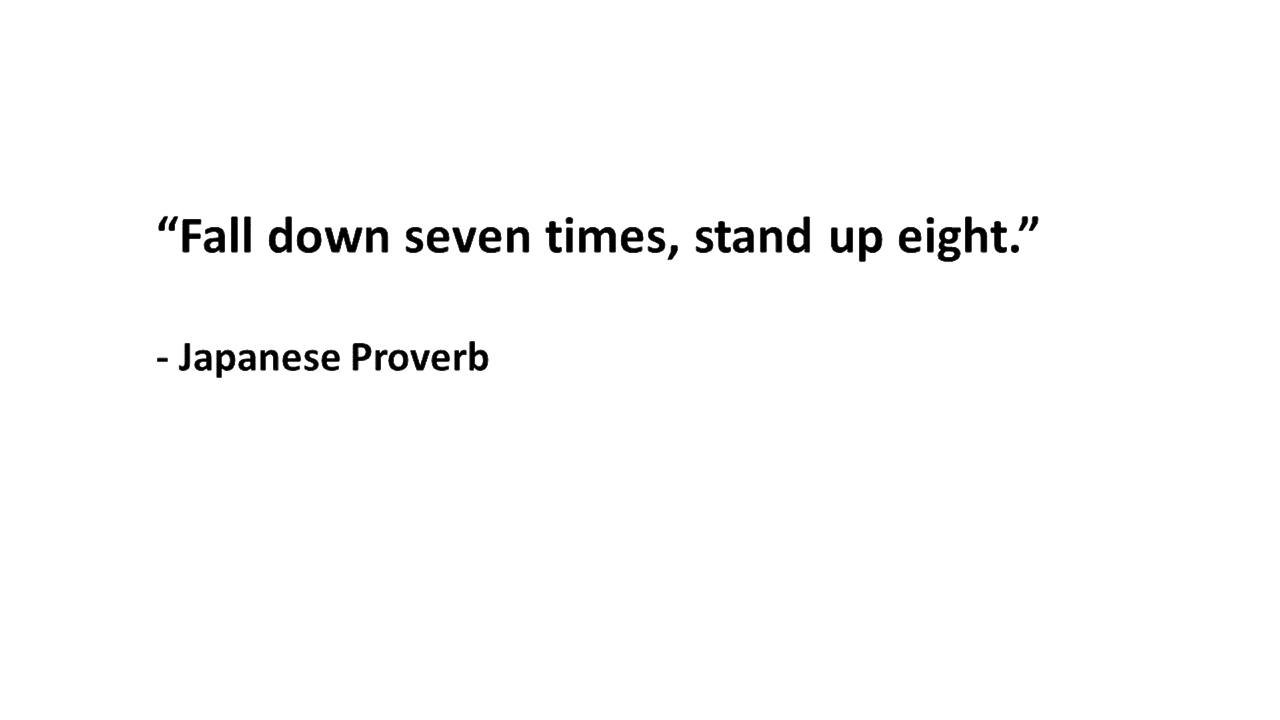 “Fall down seven times, stand up eight.”
- Japanese Proverb